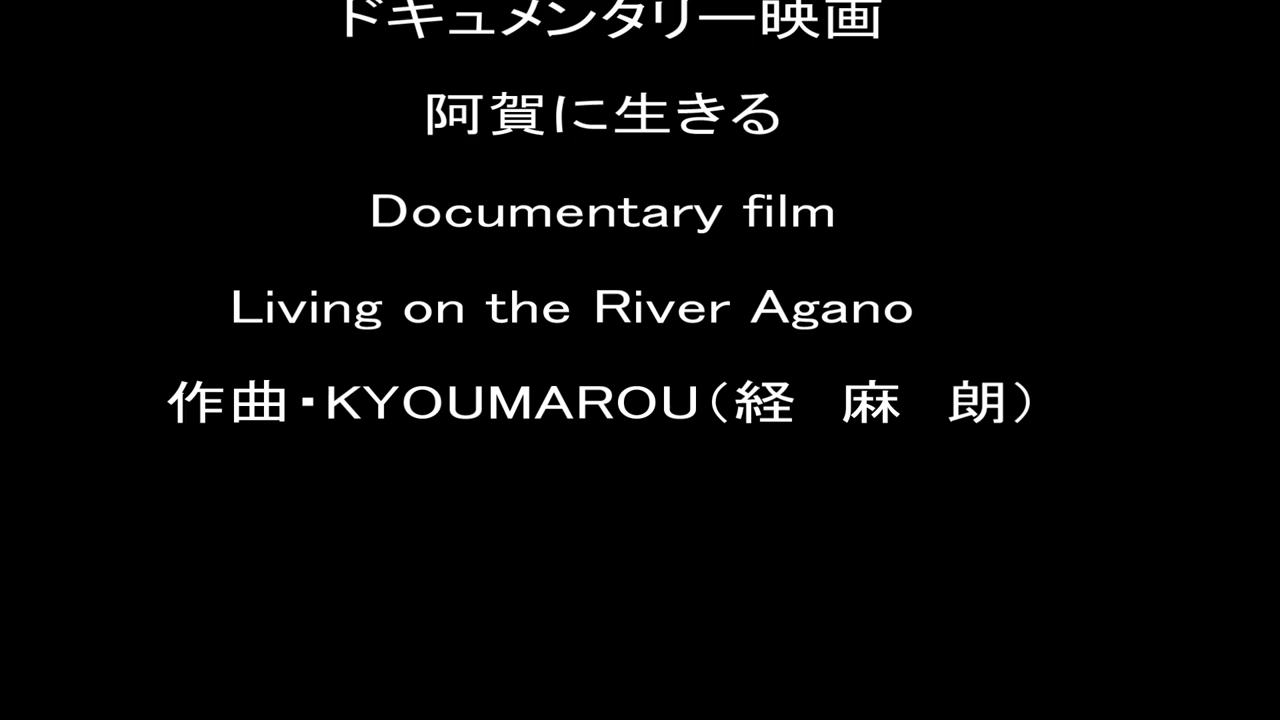 ドキュメンタリー映画
阿賀に生きる
Documentary film
Living on the River Agano
作曲・KYOUMAROU（経　麻　朗）